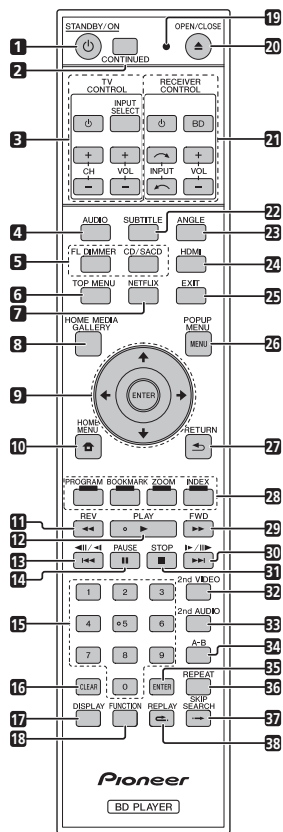 19
STANDBY/ON OPEN/CLOSE
1 20
2 CONTINUED
TV CONTROL RECEIVER CONTROL
INPUT SELECT
3 BD 21
+ + +
CH VOL INPUT VOL
- - -
22
4 AUDIO SUBTITLE ANGLE 23
5 FL DIMMER CD/SACD HDMI 24
6 TOP MENU NETFLIX EXIT 25
7
8 HOME MEDIA GALLERY POPUP MENU 26
MENU
9 ENTER
10 HOME MENU RETURN 27
PROGRAM BOOKMARK ZOOM INDEX 28
11 REV PLAY FWD 29
12
13 PAUSE STOP 30
14 31
1 2 3 2nd VIDEO 32
15 4 5 6 2nd AUDIO 33
7 8 9 A-B 34
35
16 CLEAR 0 ENTER REPEAT 36
17 DISPLAY FUNCTION REPLAY SKIP SEARCH 37
18 38
Pioneer
BD PLAYER